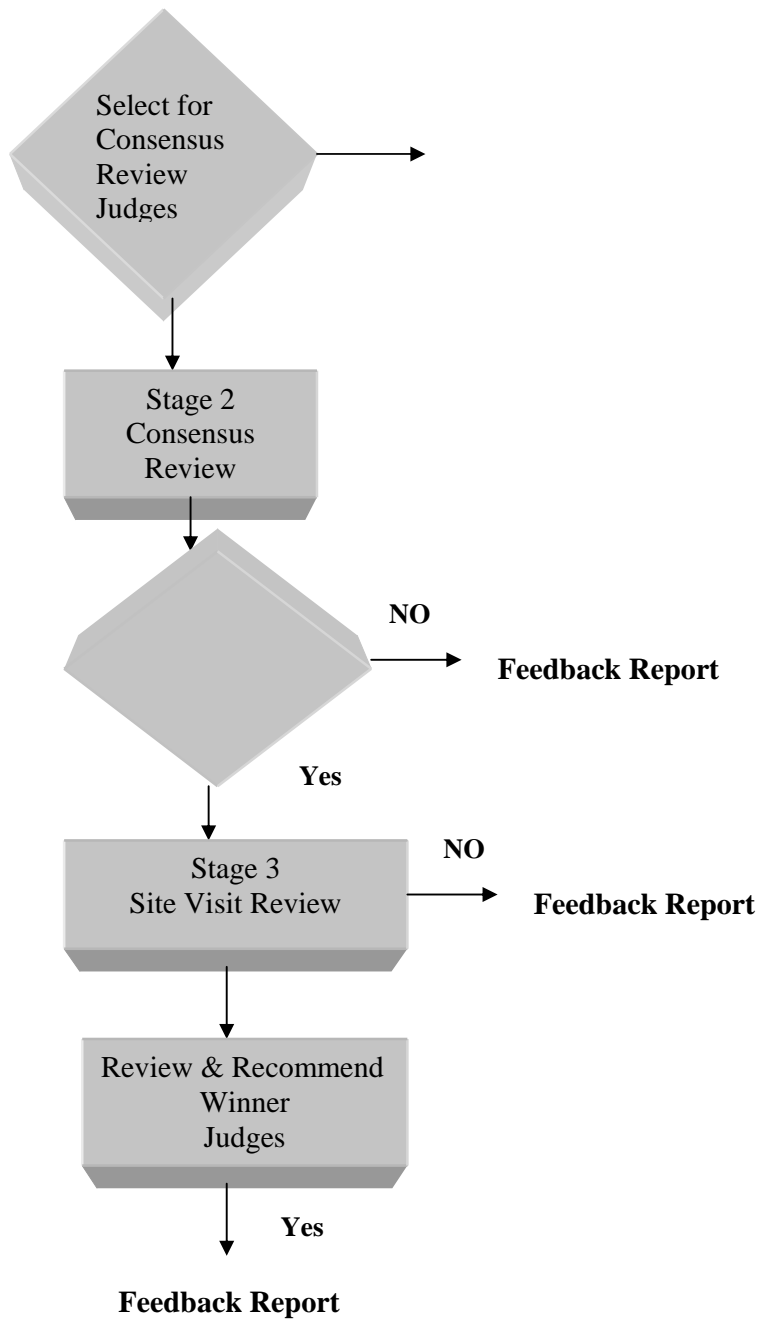 Select for
Consensus
Review
Judges
Stage 2
Consensus
Review
NO
Feedback Report
Yes
Stage 3
Site Visit Review
NO
Feedback Report
Review & Recommend
Winner
Judges
Yes
Feedback Report